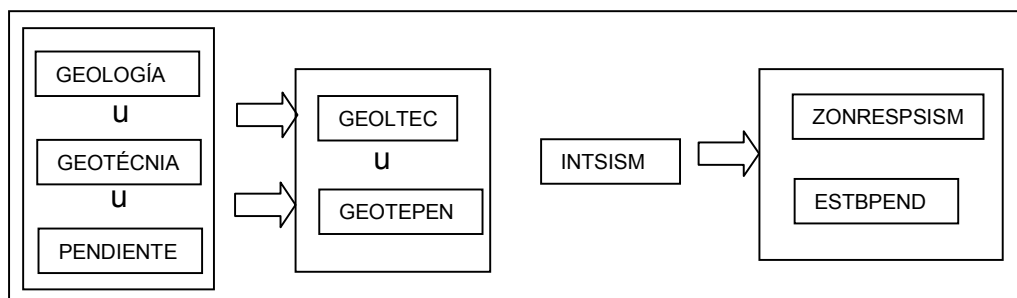 GEOLOGÍA
u
GEOTÉCNIA
u
PENDIENTE
GEOLTEC
u
GEOTEPEN
INTSISM
ZONRESPSISM
ESTBPEND